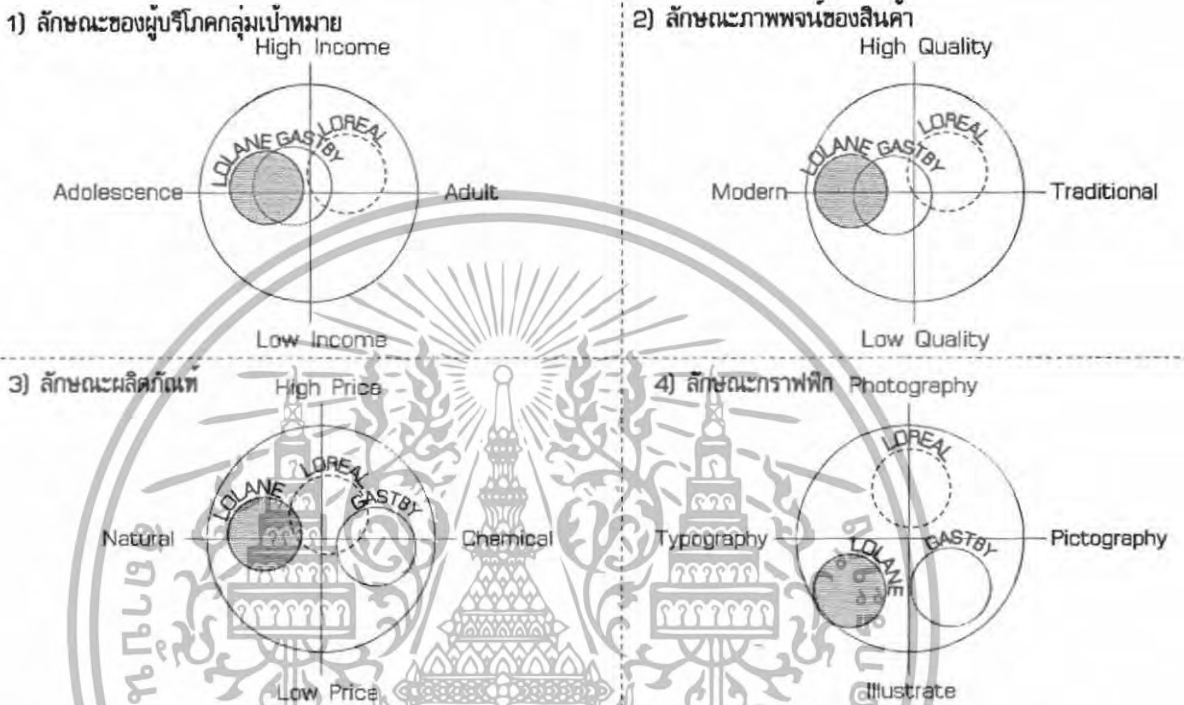 1) ลักษณะของผู้บริโภคกลุ่มเป้าหมาย
High Income
LOLANE GASTBY LOREAL
Adolescence Adult
Low Income
2) ลักษณะภาพพจน์ของสินค้า
High Quality
LOLANE GASTBY LOREAL
Modern Traditional
Low Quality
3) ลักษณะผลิตภัณฑ์
High Price
LOLANE LOREAL GASTBY
Natural Chemical
Low Price
4) ลักษณะกราฟฟิก Photography
LOREAL
Typography Pictography
LOLANE GASTBY
Illustrate